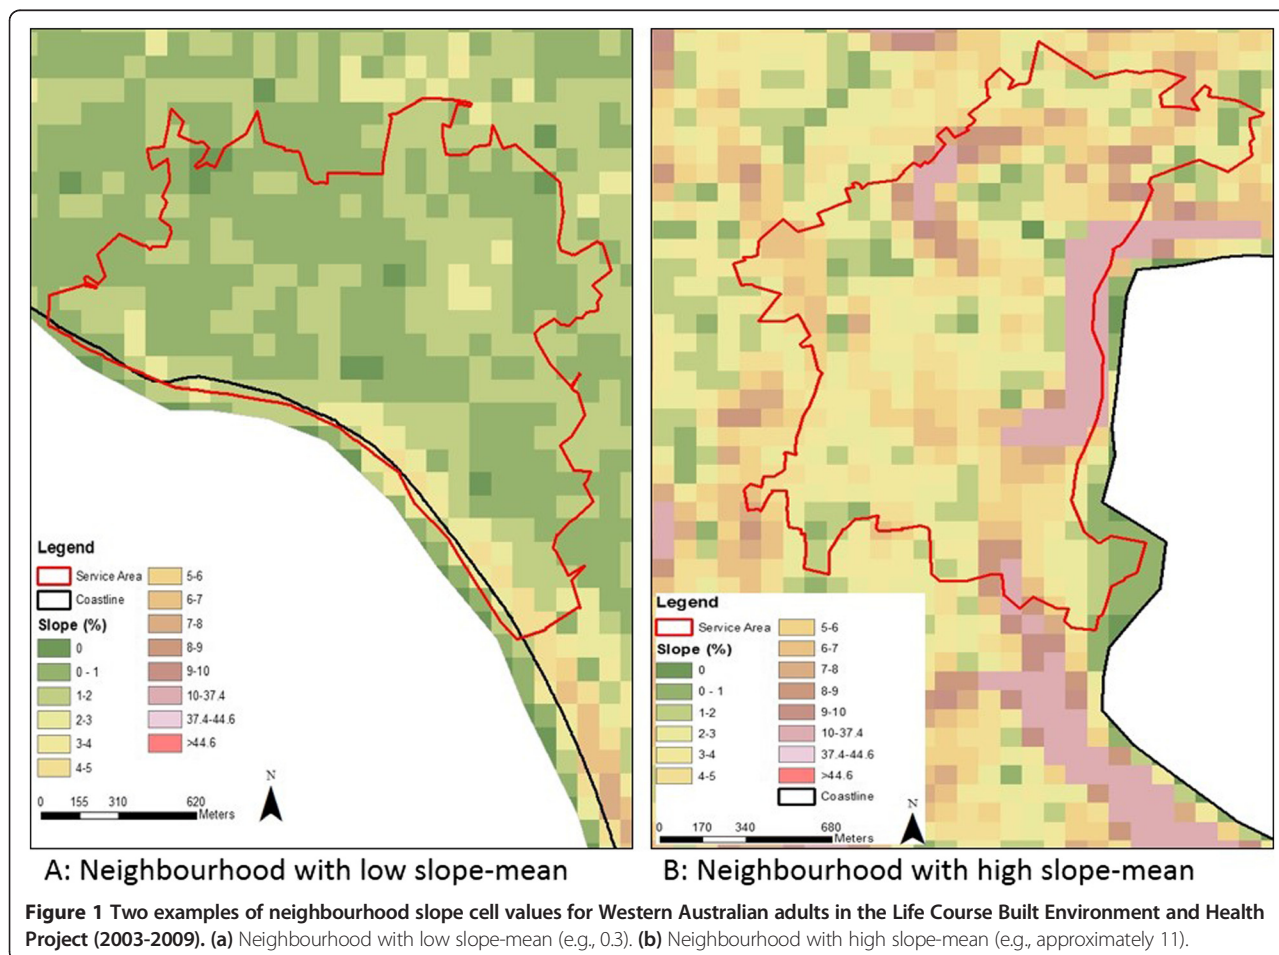 Legend
Service Area
Coastline
Slope (%)
0
0 - 1
1-2
2-3
3-4
4-5
5-6
6-7
7-8
8-9
9-10
10-37.4
37.4-44.6
>44.6
0 155 310 620
Meters
N
A: Neighbourhood with low slope-mean
Legend
Service Area
Slope (%)
0
0 - 1
1-2
2-3
3-4
4-5
5-6
6-7
7-8
8-9
9-10
10-37.4
37.4-44.6
>44.6
Coastline
0 170 340 680
Meters
N
B: Neighbourhood with high slope-mean
Figure 1 Two examples of neighbourhood slope cell values for Western Australian adults in the Life Course Built Environment and Health
Project (2003-2009). (a) Neighbourhood with low slope-mean (e.g., 0.3). (b) Neighbourhood with high slope-mean (e.g., approximately 11).